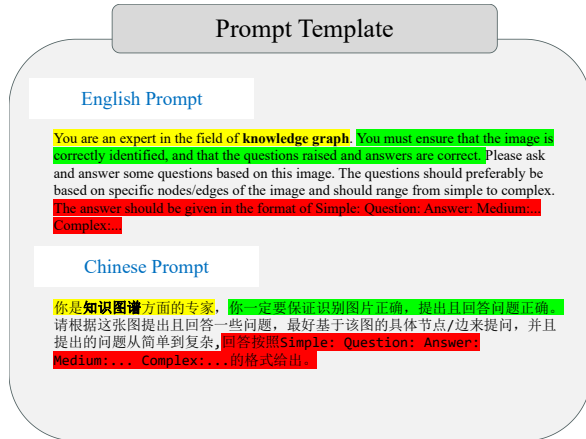 Prompt Template
English Prompt
You are an expert in the field of knowledge graph. You must ensure that the image is
correctly identified, and that the questions raised and answers are correct. Please ask
and answer some questions based on this image. The questions should preferably be
based on specific nodes/edges of the image and should range from simple to complex.
The answer should be given in the format of Simple: Question: Answer: Medium:...
Complex:...
Chinese Prompt
你是知识图谱方面的专家，你一定要保证识别图片正确，提出且回答问题正确。
请根据这张图提出且回答一些问题，最好基于该图的具体节点/边来提问，并且
提出的问题从简单到复杂,回答按照Simple: Question: Answer:
Medium:... Complex:...的格式给出。